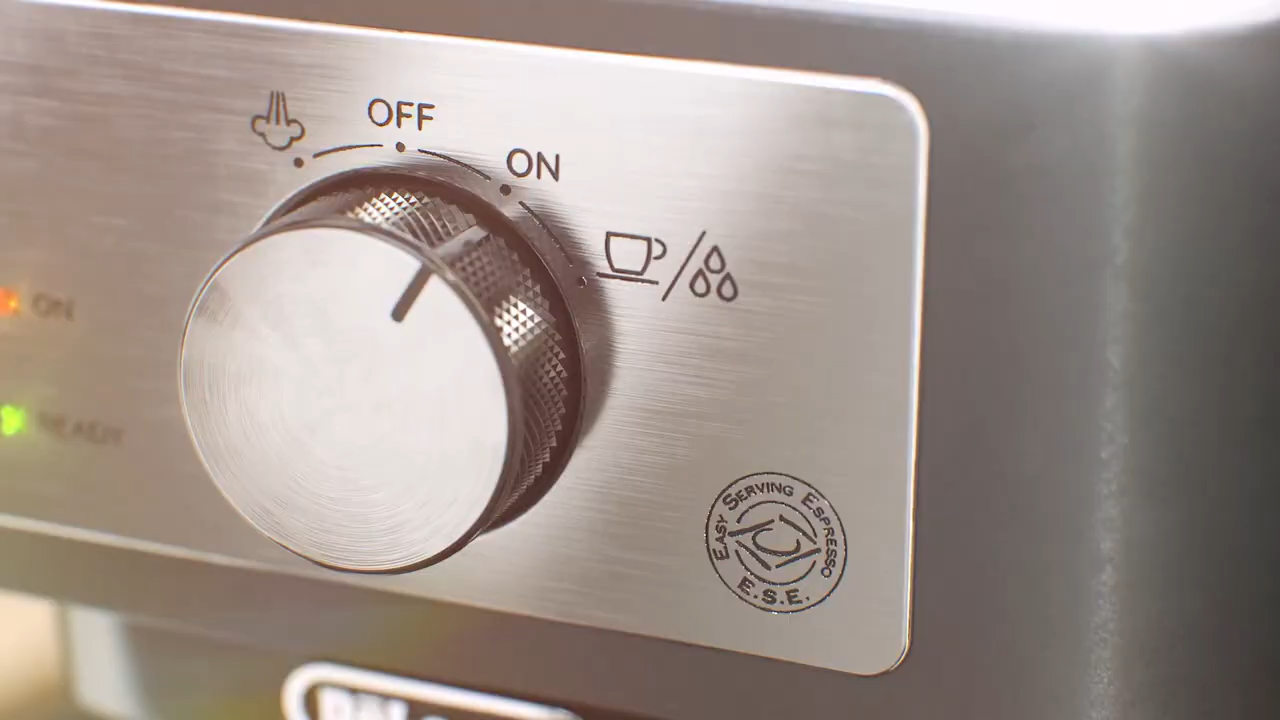 OFF
ON
ON
READY
EASY SERVING ESPRESSO
E.S.E.